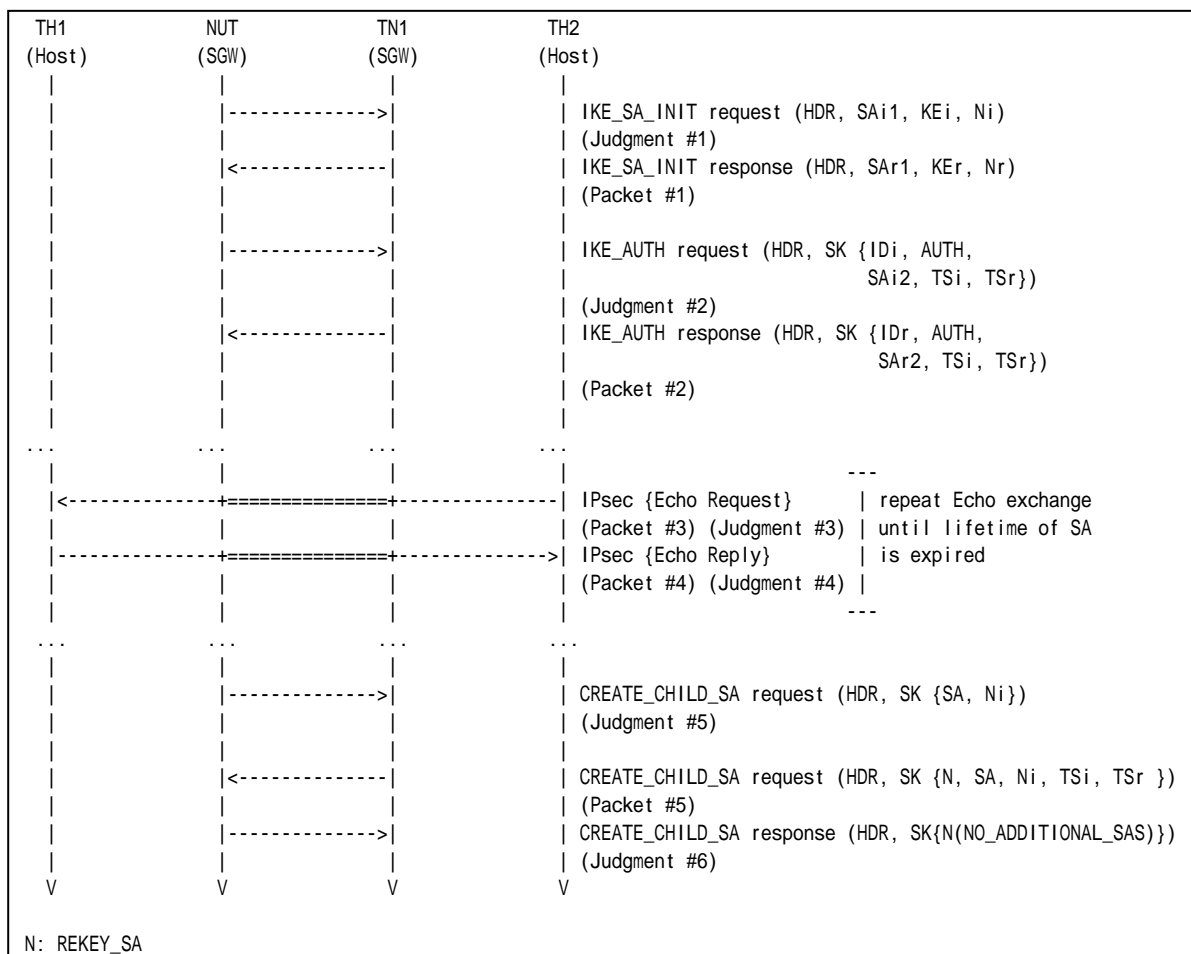 TH1 NUT TN1 TH2
(Host) (SGW) (SGW) (Host)
| | | |
| |-------------->| | IKE_SA_INIT request (HDR, SAi1, KEi, Ni)
| | | | (Judgment #1)
| |<--------------| | IKE_SA_INIT response (HDR, SAr1, KEr, Nr)
| | | | (Packet #1)
| | | |
| |-------------->| | IKE_AUTH request (HDR, SK {IDi, AUTH,
| | | | SAi2, TSi, TSr})
| | | | (Judgment #2)
| |<--------------| | IKE_AUTH response (HDR, SK {IDr, AUTH,
| | | | SAr2, TSi, TSr})
| | | | (Packet #2)
| | | |
... ... ... ...
| | | | ---
|<--------------+===============+---------------| IPsec {Echo Request} | repeat Echo exchange
| | | | (Packet #3) (Judgment #3) | until lifetime of SA
|---------------+===============+-------------->| IPsec {Echo Reply} | is expired
| | | | (Packet #4) (Judgment #4) |
| | | | ---
... ... ... ...
| | | |
| |-------------->| | CREATE_CHILD_SA request (HDR, SK {SA, Ni})
| | | | (Judgment #5)
| | | |
| |<--------------| | CREATE_CHILD_SA request (HDR, SK {N, SA, Ni, TSi, TSr })
| | | | (Packet #5)
| |-------------->| | CREATE_CHILD_SA response (HDR, SK{N(NO_ADDITIONAL_SAS)})
| | | | (Judgment #6)
V V V V
N: REKEY_SA